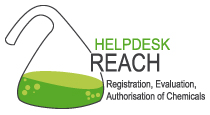 HELPDESK
REACH
Registration, Evaluation,
Authorisation of Chemicals